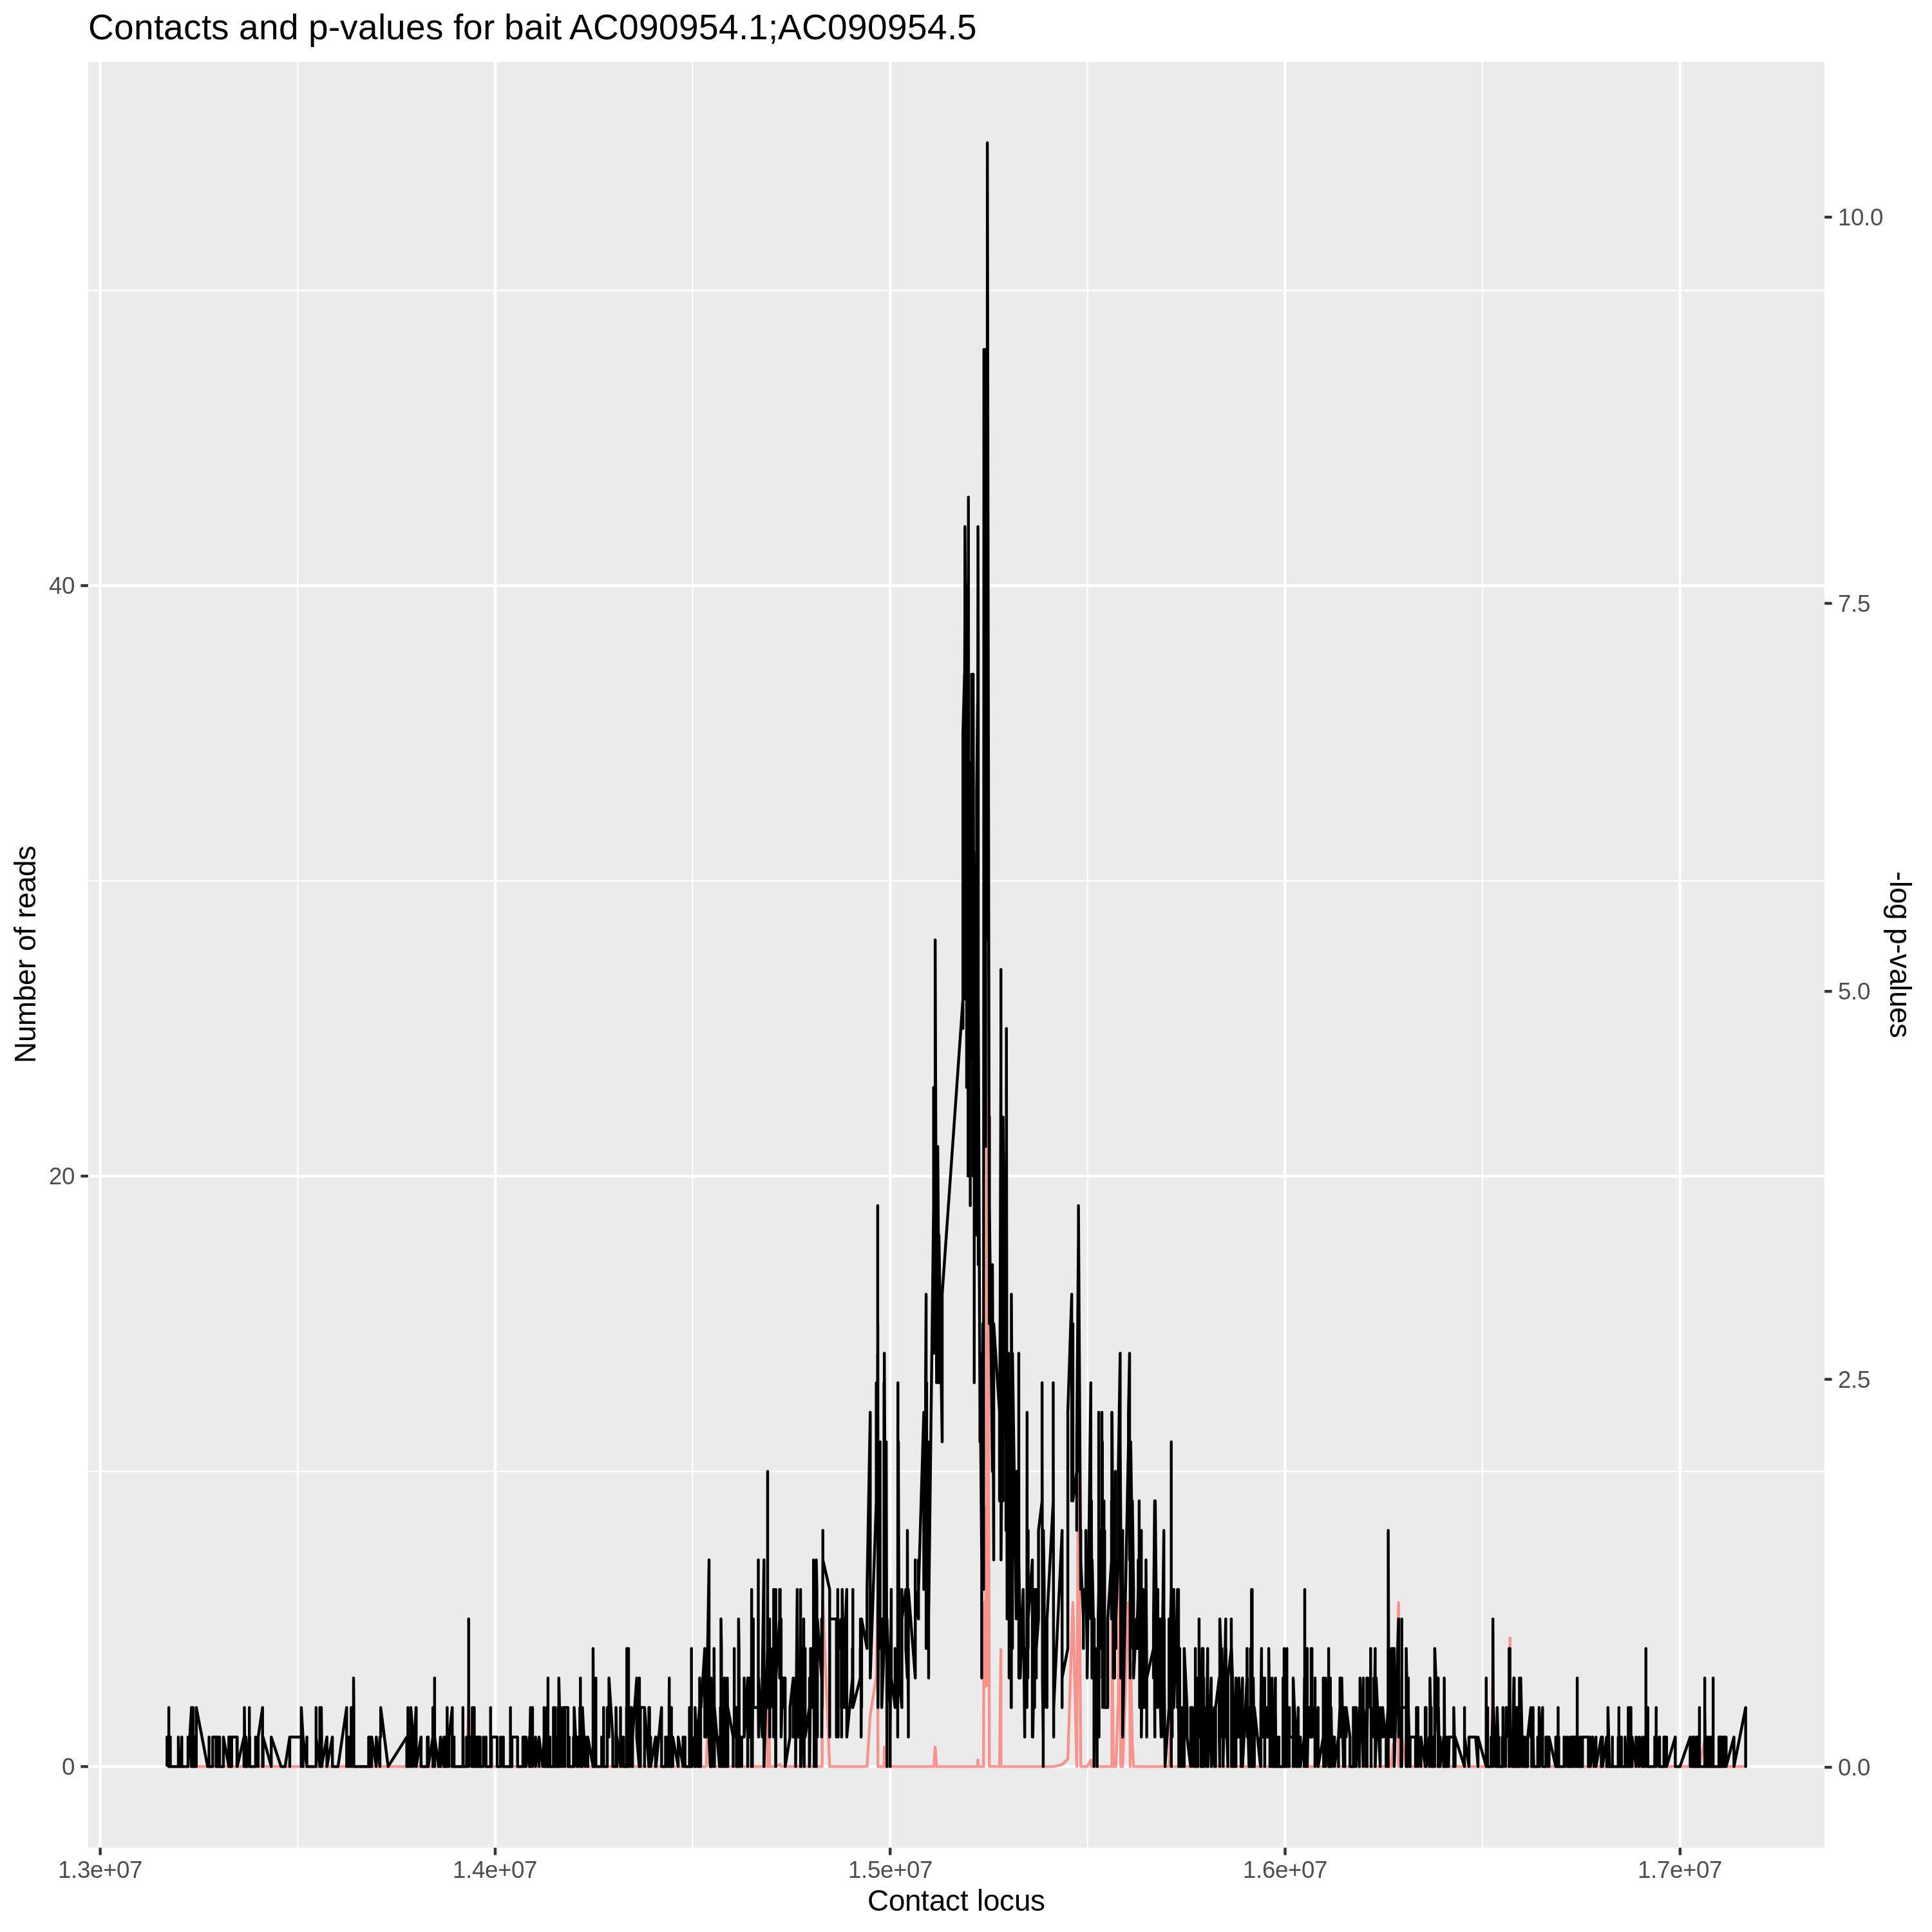 Contacts and p-values for bait AC090954.1;AC090954.5
Number of reads
40
20
0
10.0
7.5
5.0
2.5
0.0
-log p-values
1.3e+07
1.4e+07
1.5e+07
1.6e+07
1.7e+07
Contact locus